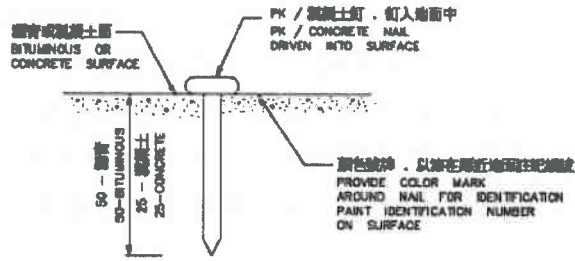 PK / 混凝土釘 . 釘入地面中
PK / CONCRETE NAIL
DRIVEN INTO SURFACE
瀝青或混凝土面
BITUMINOUS OR
CONCRETE SURFACE
50 - 瀝青
50-BITUMINOUS
25 - 混凝土
25-CONCRETE
PROVIDE COLOR MARK
AROUND NAIL FOR IDENTIFICATION
PAINT IDENTIFICATION NUMBER
ON SURFACE